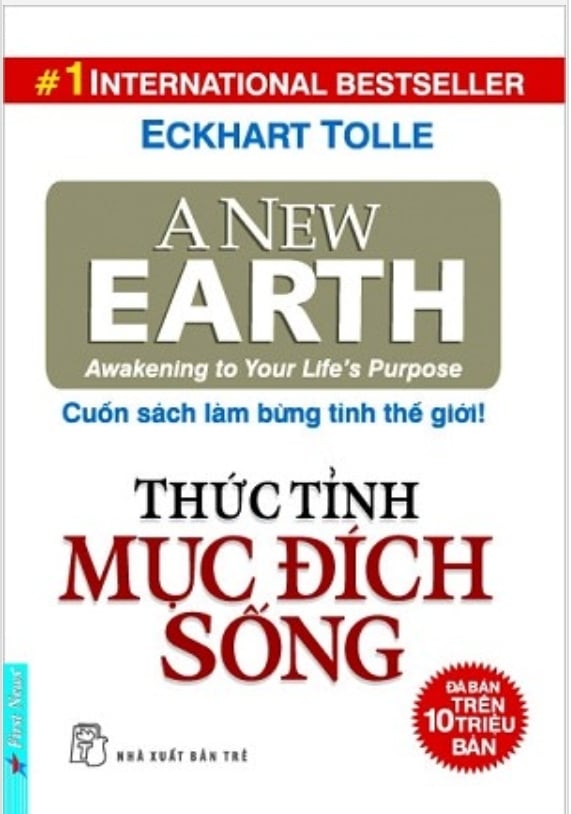 #1 INTERNATIONAL BESTSELLER
ECKHART TOLLE
A NEW
EARTH
Awakening to Your Life's Purpose
Cuốn sách làm bừng tỉnh thế giới!
THỨC TỈNH
MỤC ĐÍCH
SỐNG
ĐÃ BÁN
TRÊN
10 TRIỆU
BẢN
First News
NHÀ XUẤT BẢN TRẺ